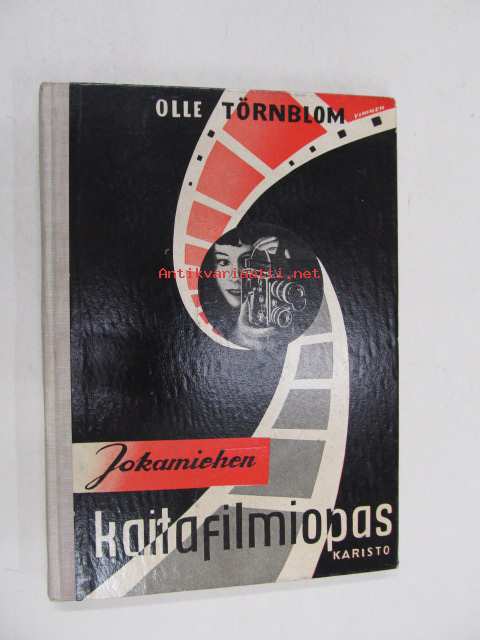 OLLE TÖRNBLOM
Antikvariaatti.net
Jokamiehen
kaitafilmiopas
KARISTO